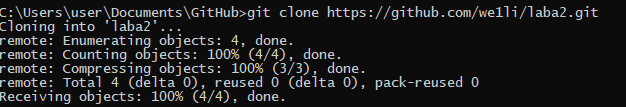 C:\Users\user\Documents\GitHub>git clone https://github.com/we1li/laba2.git
Cloning into 'laba2'...
remote: Enumerating objects: 4, done.
remote: Counting objects: 100% (4/4), done.
remote: Compressing objects: 100% (3/3), done.
remote: Total 4 (delta 0), reused 0 (delta 0), pack-reused 0
Receiving objects: 100% (4/4), done.